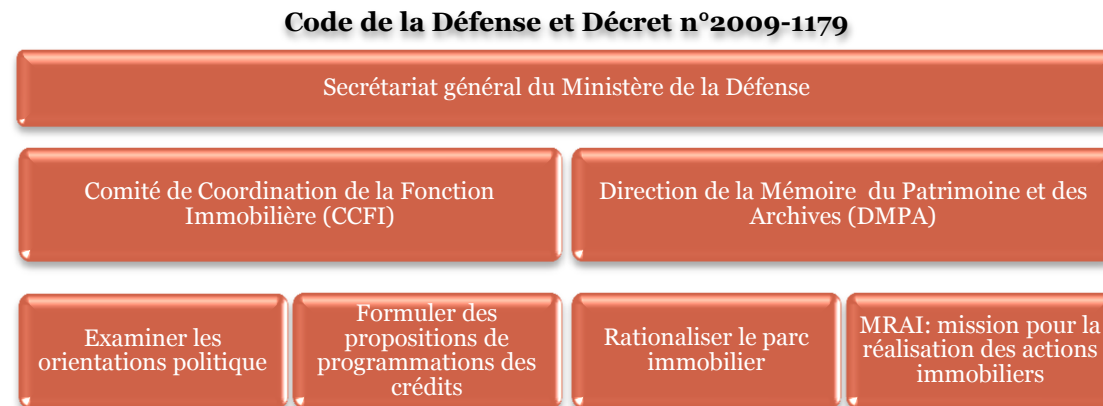 Code de la Défense et Décret n°2009-1179
Secrétariat général du Ministère de la Défense
Comité de Coordination de la Fonction
Immobilière (CCFI)
Direction de la Mémoire du Patrimoine et des
Archives (DMPA)
Examiner les
orientations politique
Formuler des
propositions de
programmations des
crédits
Rationaliser le parc
immobilier
MRAI: mission pour la
réalisation des actions
immobiliers